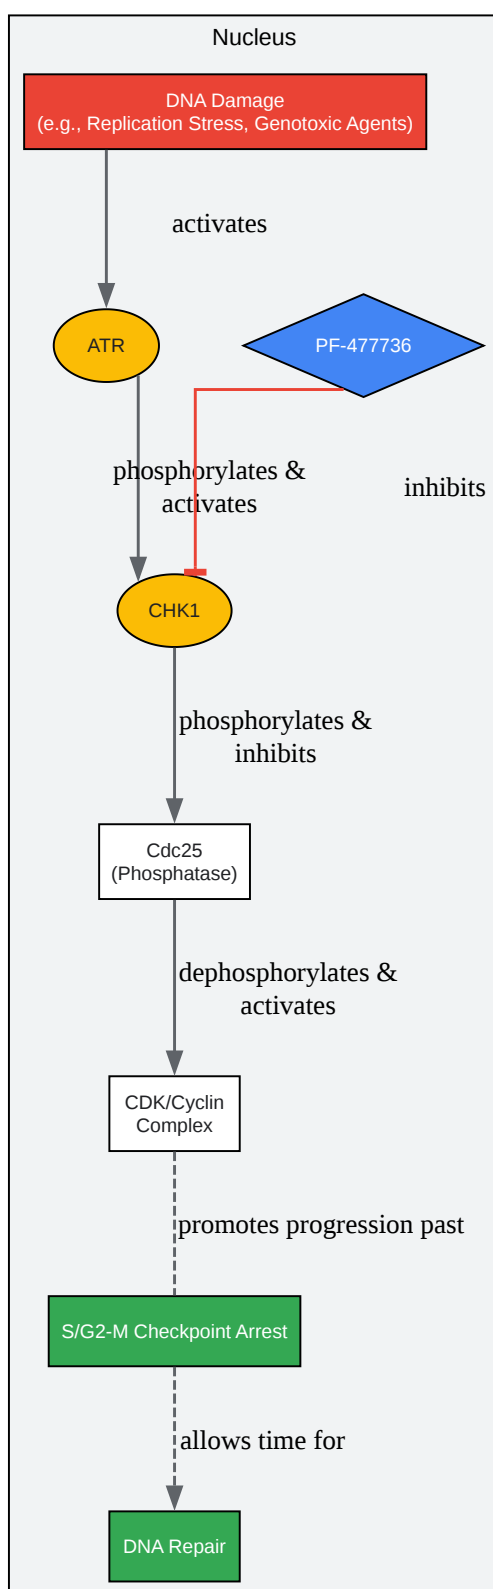 Nucleus
DNA Damage
(e.g., Replication Stress, Genotoxic Agents)
activates
ATR
PF-477736
phosphorylates &
activates
inhibits
CHK1
phosphorylates &
inhibits
Cdc25
(Phosphatase)
dephosphorylates &
activates
CDK/Cyclin
Complex
promotes progression past
S/G2-M Checkpoint Arrest
allows time for
DNA Repair